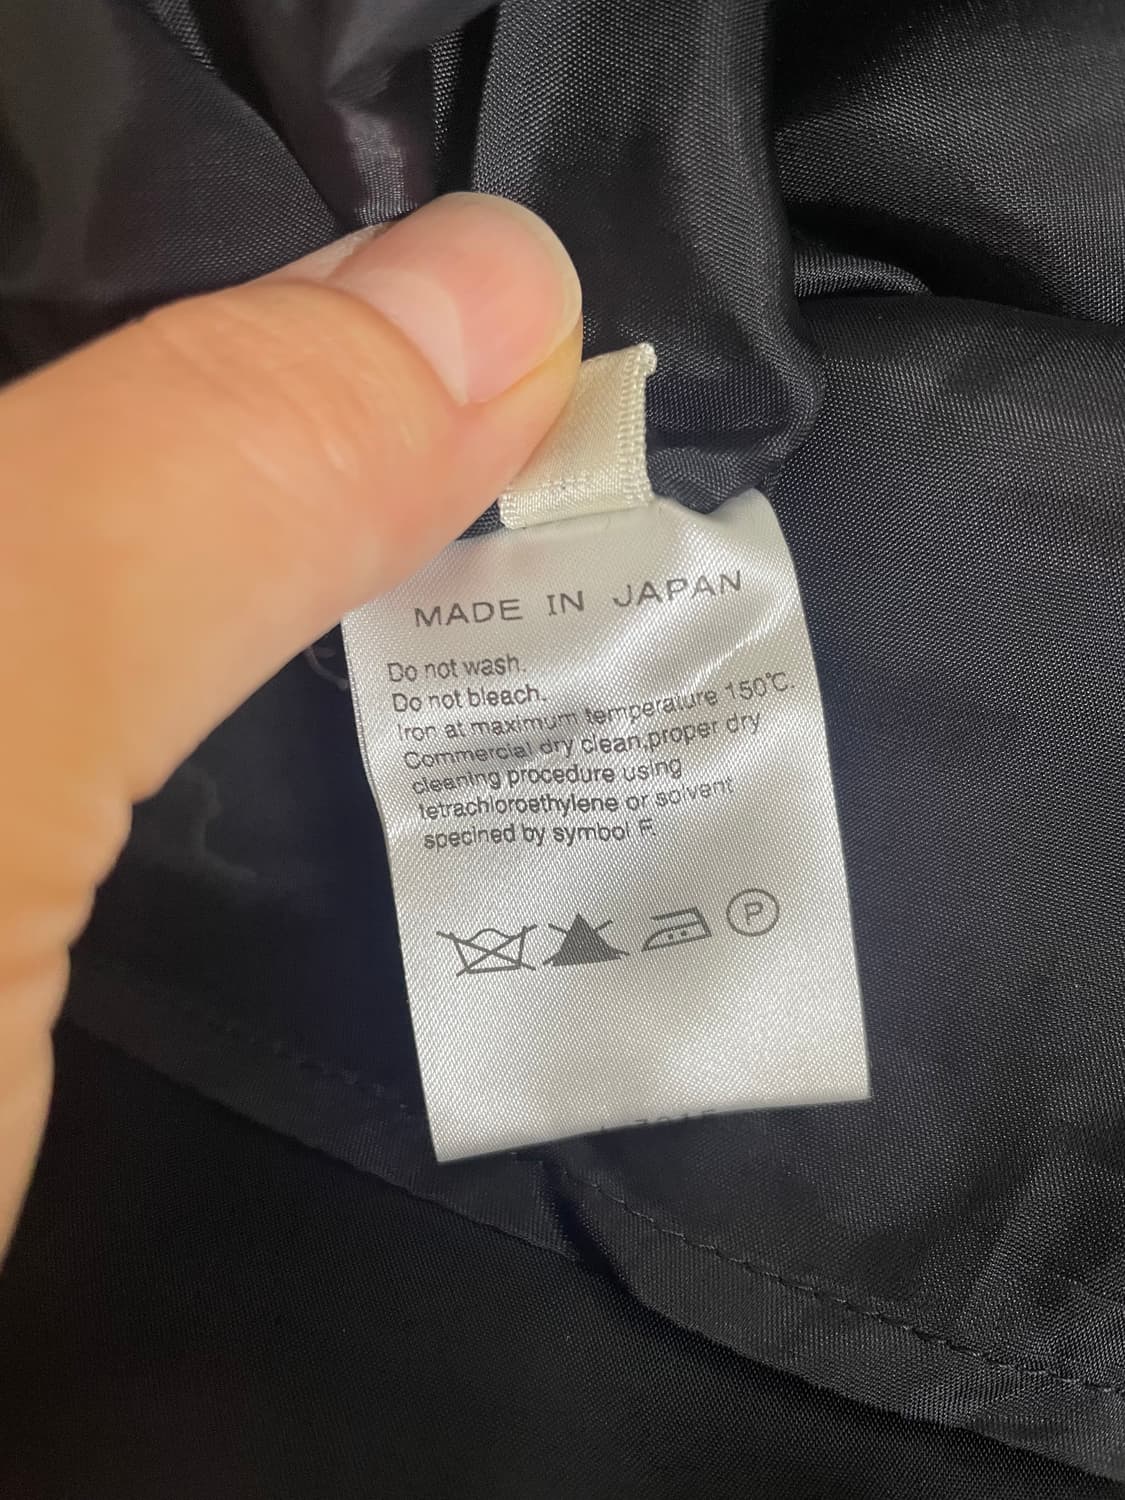 MADE IN JAPAN
Do not wash.
Do not bleach.
Iron at maximum temperature 150℃.
Commercial dry clean,proper dry
cleaning procedure using
tetrachloroethylene or solvent
specined by symbol F.
P